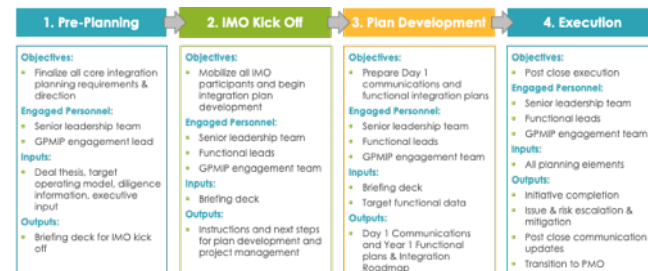 1. Pre-Planning
Objectives:
Finalize all core integration
planning requirements &
direction
Engaged Personnel:
Senior leadership team
GPMIP engagement lead
Inputs:
Deal thesis, target
operating model, diligence
information, executive
input
Outputs:
Briefing deck for IMO kick
off
2. IMO Kick Off
Objectives:
Mobilize all IMO
participants and begin
integration plan
development
Engaged Personnel:
Senior leadership team
Functional leads
GPMIP engagement team
Inputs:
Briefing deck
Outputs:
Instructions and next steps
for plan development and
project management
3. Plan Development
Objectives:
Prepare Day 1
communications and
functional integration plans
Engaged Personnel:
Senior leadership team
Functional leads
GPMIP engagement team
Inputs:
Briefing deck
Target functional data
Outputs:
Day 1 Communications
and Year 1 Functional
plans & Integration
Roadmap
4. Execution
Objectives:
Post close execution
Engaged Personnel:
Senior leadership team
Functional leads
GPMIP engagement team
Inputs:
All planning elements
Outputs:
Initiative completion
Issue & risk escalation &
mitigation
Post close communication
updates
Transition to PMO